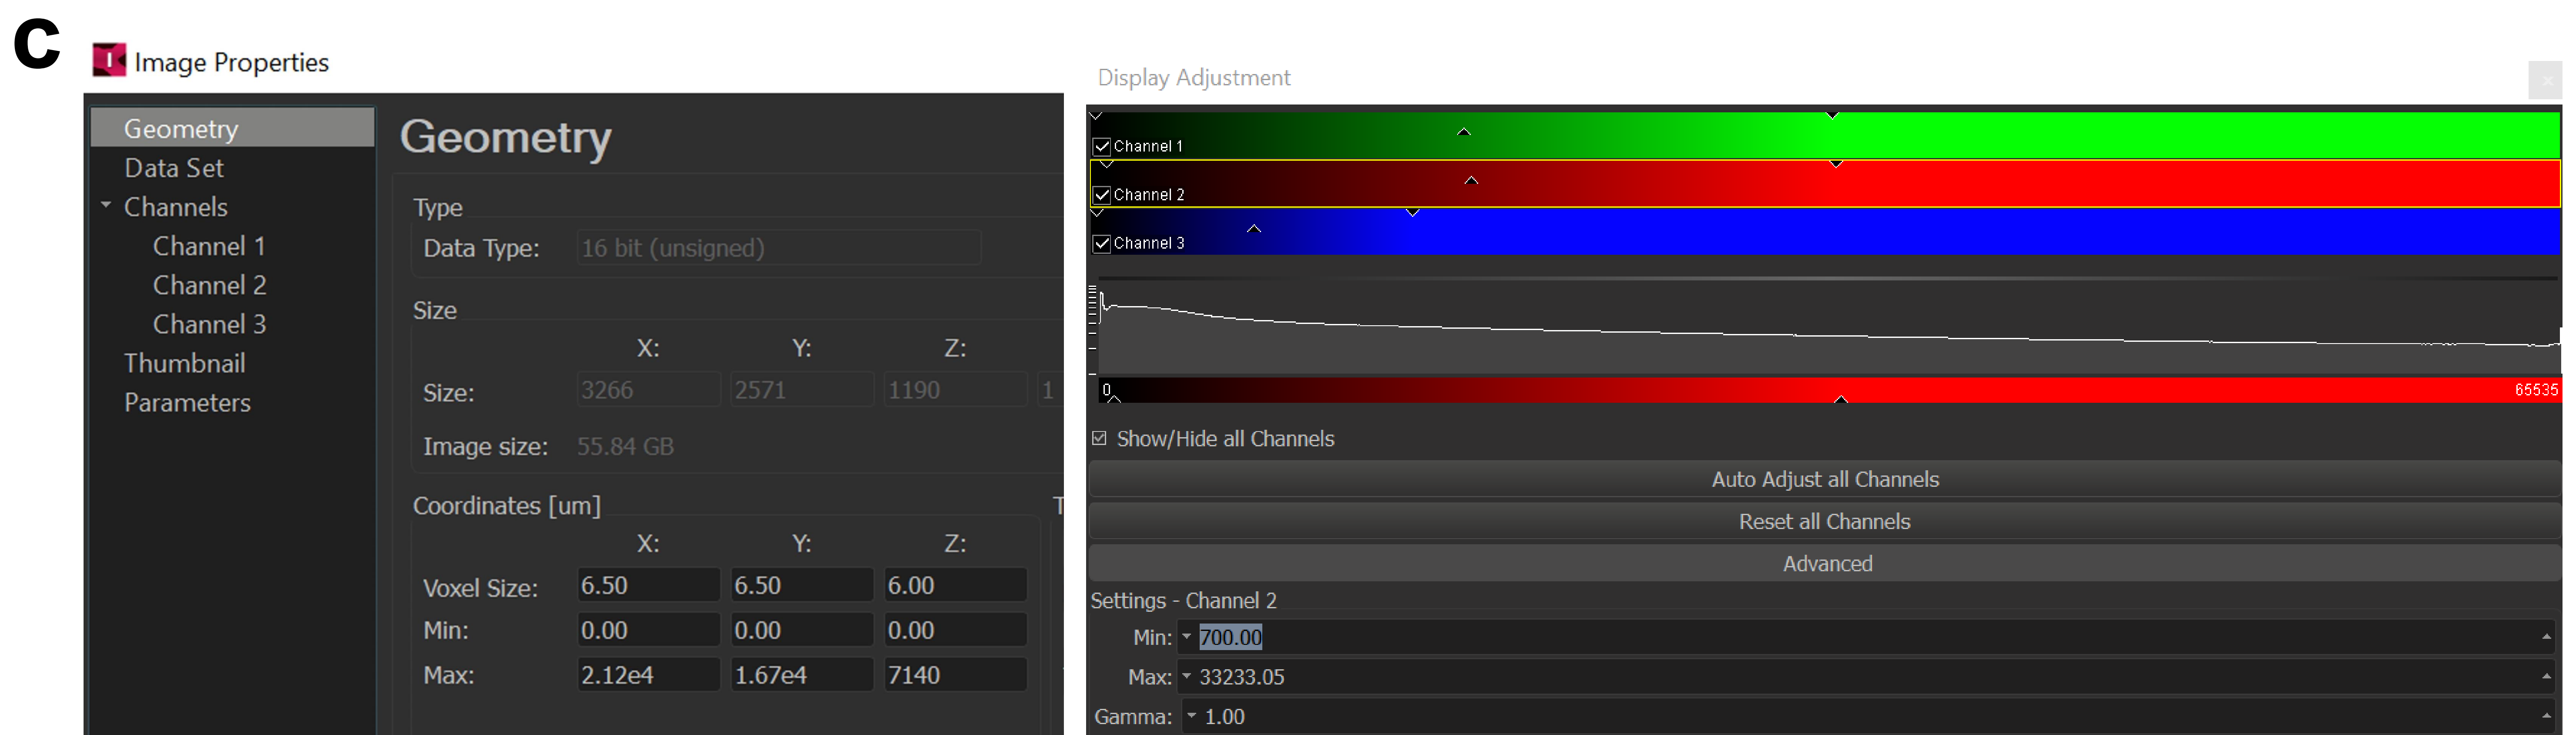 C
Image Properties
Geometry
Data Set
Channels
Channel 1
Channel 2
Channel 3
Thumbnail
Parameters
Geometry
Type
Data Type: 16 bit (unsigned)
Size
X: Y: Z:
Size: 3266 2571 1190 1
Image size: 55.84 GB
Coordinates [um] T
X: Y: Z:
Voxel Size: 6.50 6.50 6.00
Min: 0.00 0.00 0.00
Max: 2.12e4 1.67e4 7140
Display Adjustment
Channel 1
Channel 2
Channel 3
0 65535
Show/Hide all Channels
Auto Adjust all Channels
Reset all Channels
Advanced
Settings - Channel 2
Min: 700.00
Max: 33233.05
Gamma: 1.00